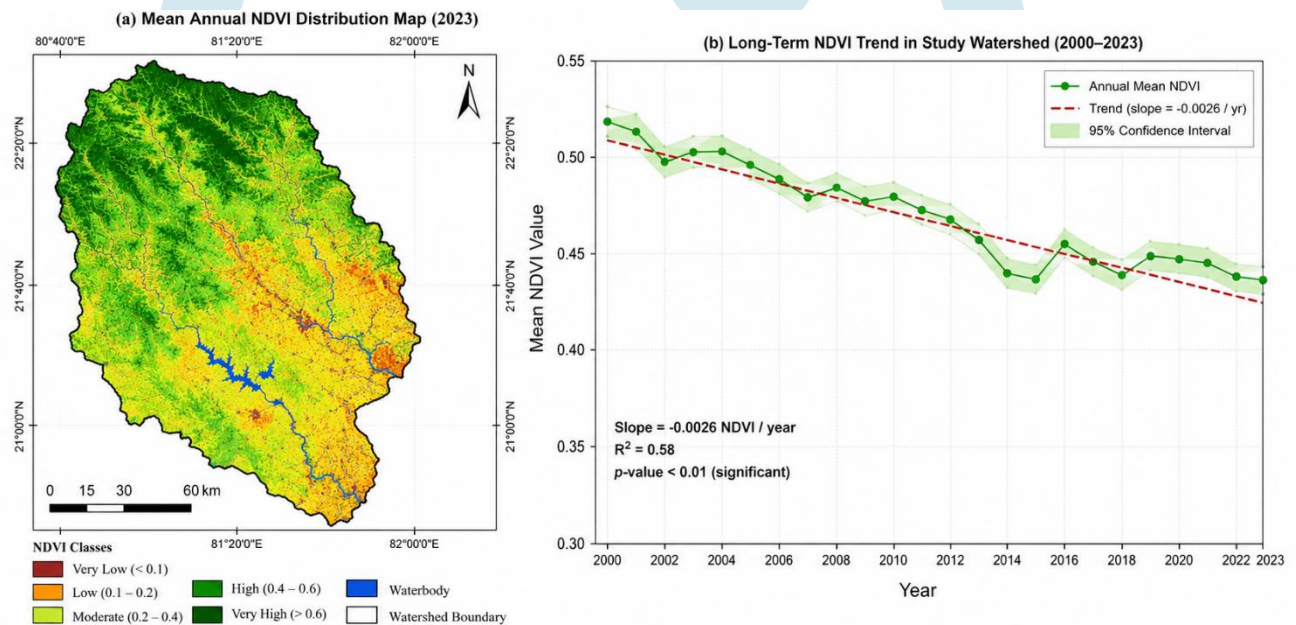 (a) Mean Annual NDVI Distribution Map (2023)
80°40'0"E 81°20'0"E 82°00'0"E
N
22°20'0"N
22°20'0"N
21°40'0"N
21°40'0"N
21°0'0"N
21°0'0"N
0 15 30 60 km
81°20'0"E 82°00'0"E
NDVI Classes
Very Low (< 0.1)
Low (0.1 – 0.2)
Moderate (0.2 – 0.4)
High (0.4 – 0.6)
Very High (> 0.6)
Waterbody
Watershed Boundary
(b) Long-Term NDVI Trend in Study Watershed (2000–2023)
Annual Mean NDVI
Trend (slope = -0.0026 / yr)
95% Confidence Interval
Mean NDVI Value
0.55
0.50
0.45
0.40
0.35
0.30
Slope = -0.0026 NDVI / year
R² = 0.58
p-value < 0.01 (significant)
2000 2002 2004 2006 2008 2010 2012 2014 2016 2018 2020 2022 2023
Year